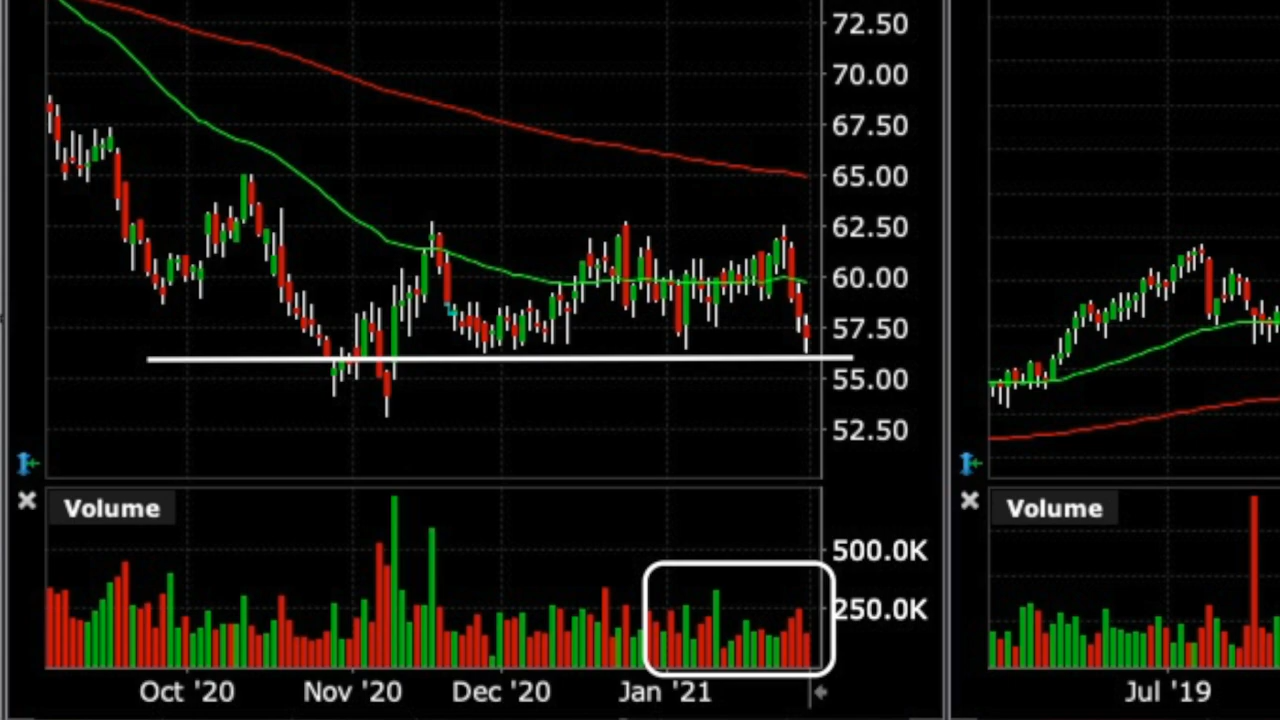 72.50
70.00
67.50
65.00
62.50
60.00
57.50
55.00
52.50
Volume
500.0K
250.0K
Oct '20 Nov '20 Dec '20 Jan '21
Volume
Jul '19